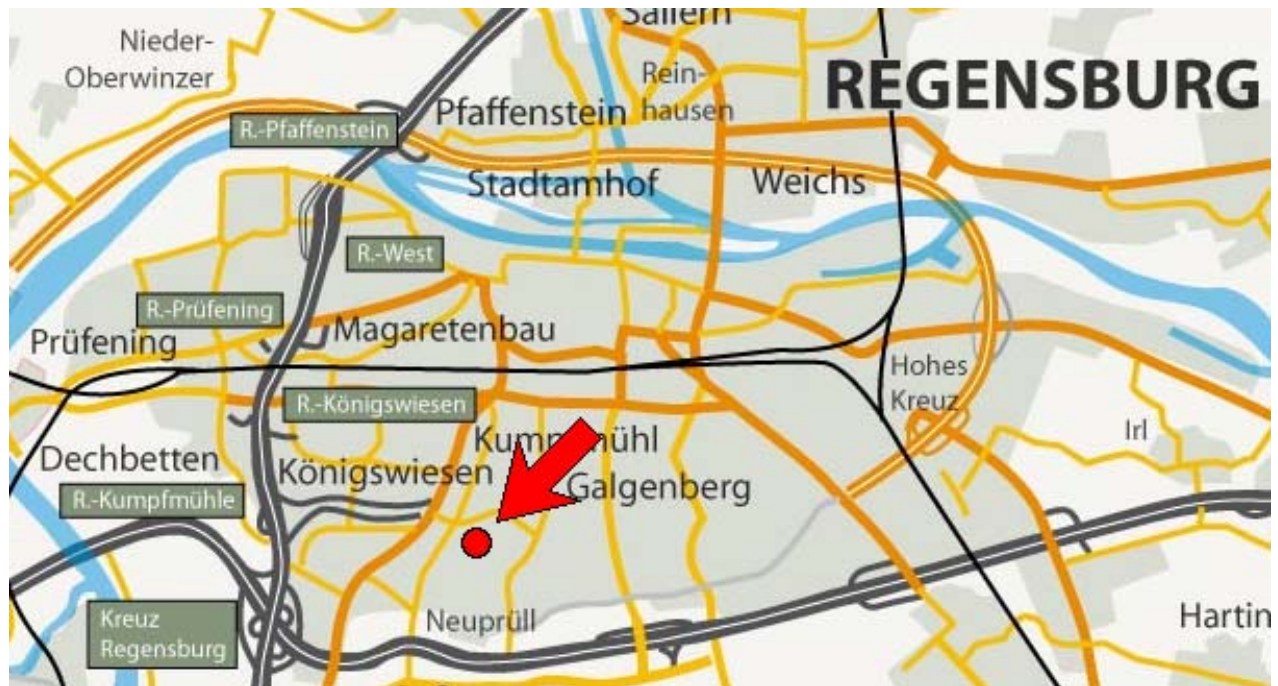 Sallern
Nieder-
Oberwinzer
Rein-
hausen
REGENSBURG
Pfaffenstein
R.-Pfaffenstein
Stadtamhof
Weichs
R.-West
R.-Prüfening
Prüfening
Magaretenbau
Hohes
Kreuz
R.-Königswiesen
Irl
Dechbetten
Königswiesen
Galgenberg
R.-Kumpfmühle
Kreuz
Regensburg
Neuprüll
Hartin